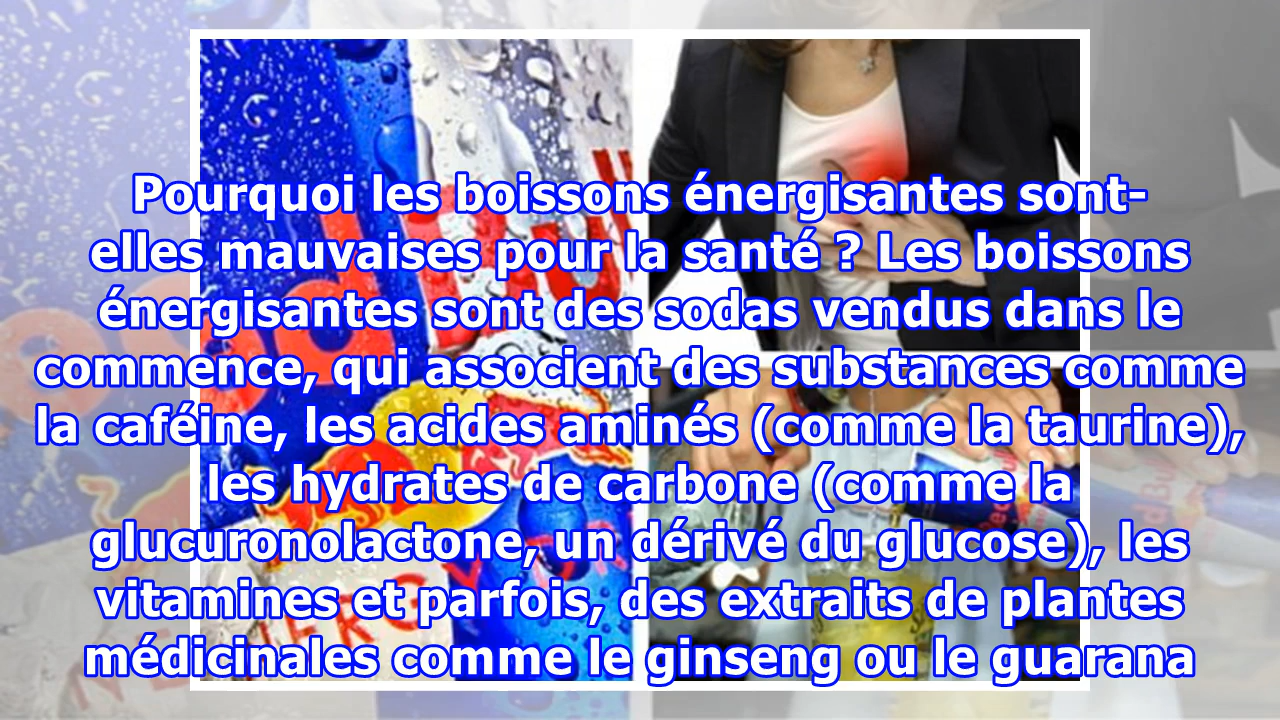 Pourquoi les boissons énergisantes sont-
elles mauvaises pour la santé ? Les boissons
énergisantes sont des sodas vendus dans le
commence, qui associent des substances comme
la caféine, les acides aminés (comme la taurine),
les hydrates de carbone (comme la
glucuronolactone, un dérivé du glucose), les
vitamines et parfois, des extraits de plantes
médicinales comme le ginseng ou le guarana